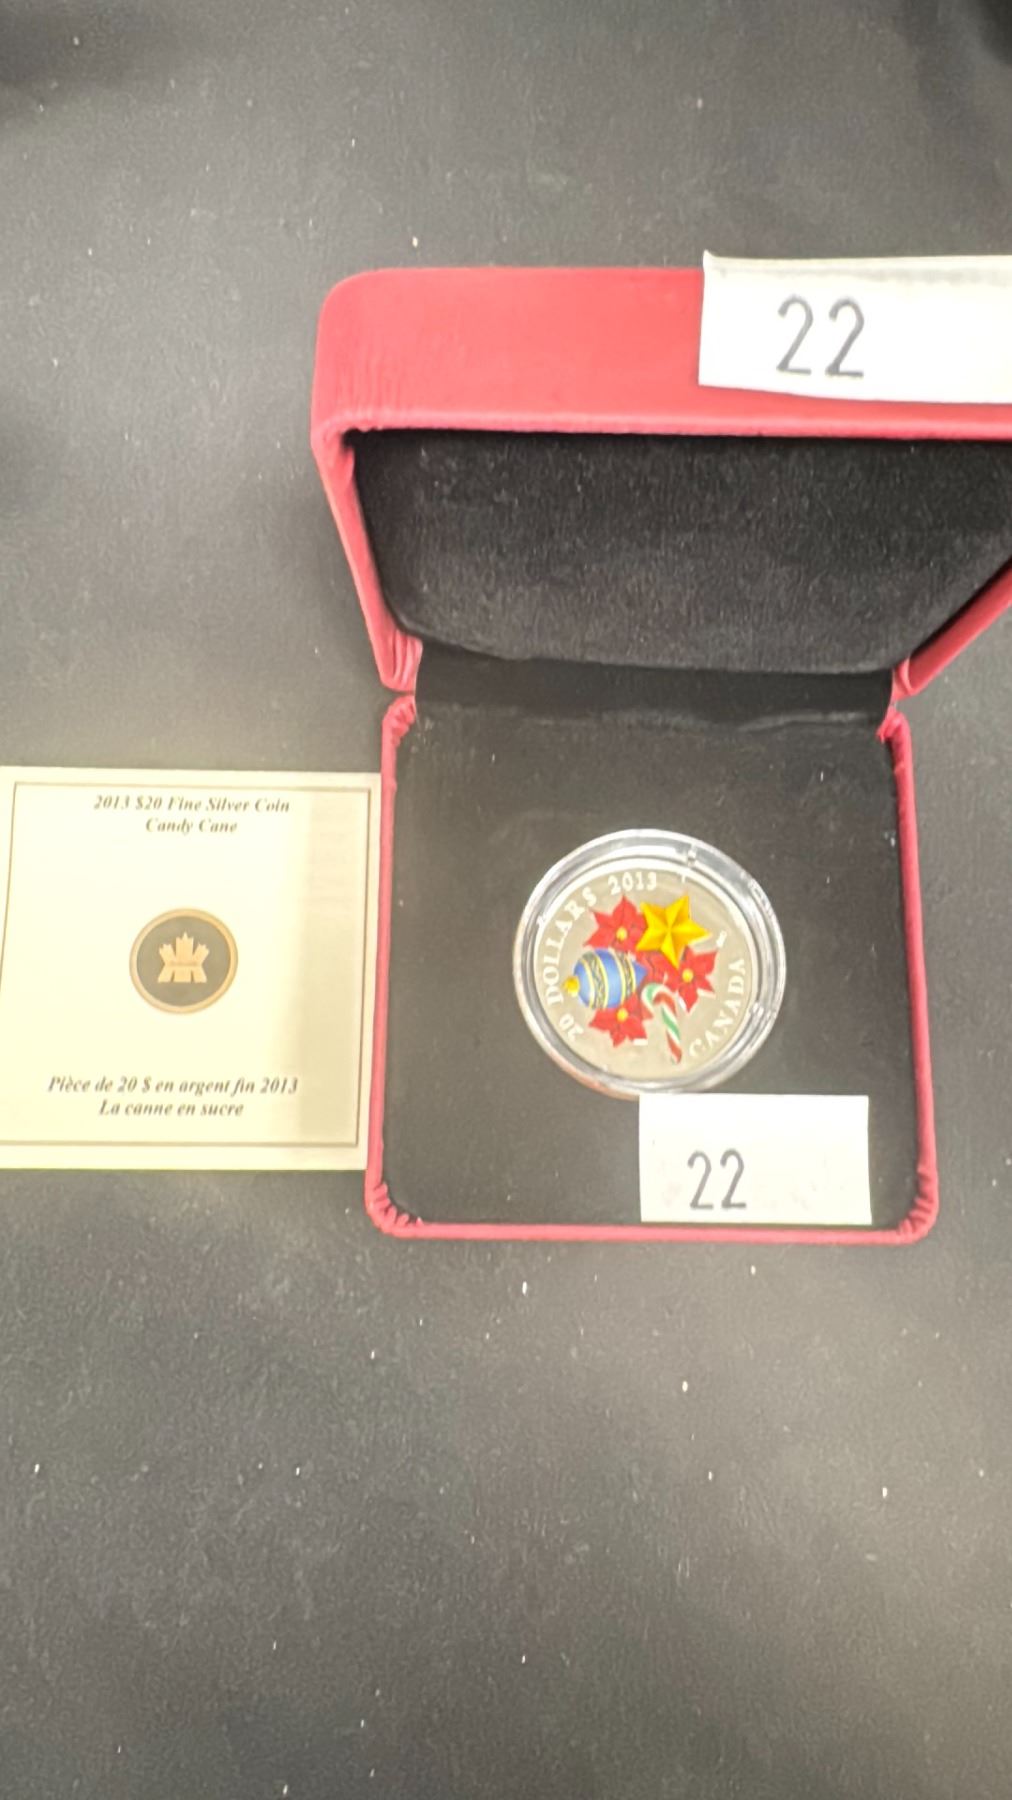 22
2013 $20 Fine Silver Coin
Candy Cane
Pièce de 20 $ en argent fin 2013
La canne en sucre
20 DOLLARS 2013
CANADA
22